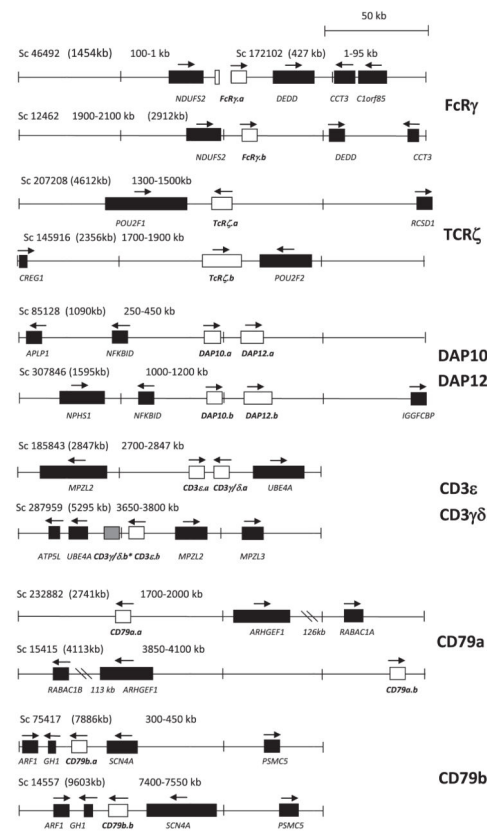 50 kb
Sc 46492 (1454kb) 100-1 kb Sc 172102 (427 kb) 1-95 kb
NDUFS2 FcRγ.a DEDD CCT3 C1orf85
FcRγ
Sc 12462 1900-2100 kb (2912kb)
NDUFS2 FcRγ.b DEDD CCT3
Sc 207208 (4612kb) 1300-1500kb
POU2F1 TcRζ.a RCSD1
TCRζ
Sc 145916 (2356kb) 1700-1900 kb
CREG1 TcRζ.b POU2F2
Sc 85128 (1090kb) 250-450 kb
APLP1 NFKBID DAP10.a DAP12.a
DAP10
DAP12
Sc 307846 (1595kb) 1000-1200 kb
NPHS1 NFKBID DAP10.b DAP12.b IGGFCBP
Sc 185843 (2847kb) 2700-2847 kb
MPZL2 CD3ε.a CD3γ/δ.a UBE4A
CD3ε
CD3γδ
Sc 287959 (5295 kb) 3650-3800 kb
ATP5L UBE4A CD3γ/δ.b* CD3ε.b MPZL2 MPZL3
Sc 232882 (2741kb) 1700-2000 kb
CD79a.a ARHGEF1 126kb RABAC1A
CD79a
Sc 15415 (4113kb) 3850-4100 kb
RABAC1B 113 kb ARHGEF1 CD79a.b
Sc 75417 (7886kb) 300-450 kb
ARF1 GH1 CD79b.a SCN4A PSMC5
CD79b
Sc 14557 (9603kb) 7400-7550 kb
ARF1 GH1 CD79b.b SCN4A PSMC5